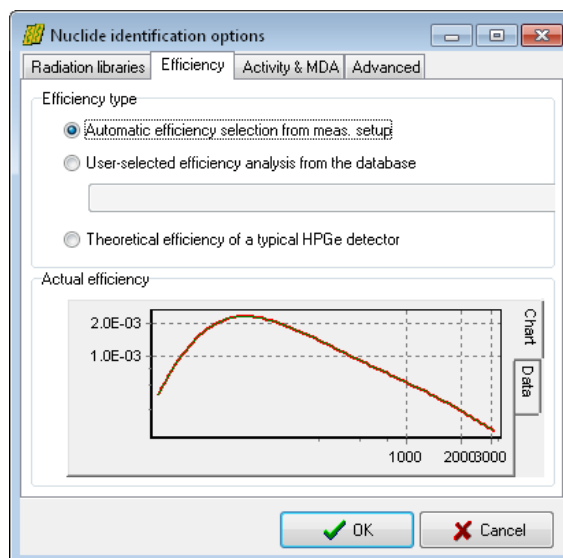 Nuclide identification options
Radiation libraries Efficiency Activity & MDA Advanced
Efficiency type
Automatic efficiency selection from meas. setup
User-selected efficiency analysis from the database
Theoretical efficiency of a typical HPGe detector
Actual efficiency
2.0E-03
1.0E-03
1000 2000 3000
Chart
Data
OK Cancel